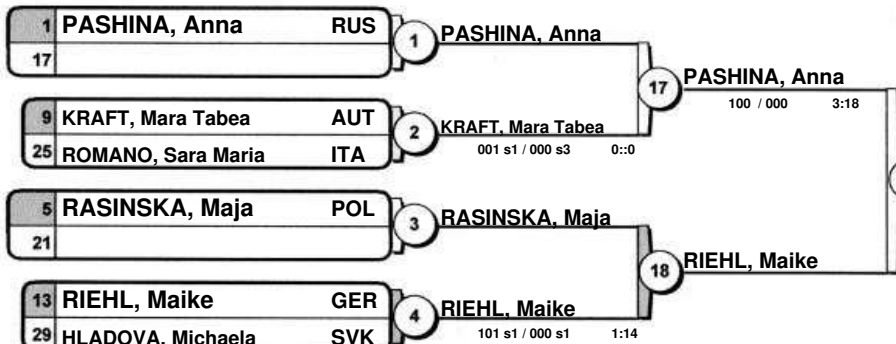 1 PASHINA, Anna RUS
17
1 PASHINA, Anna
9 KRAFT, Mara Tabea AUT
25 ROMANO, Sara Maria ITA
2 KRAFT, Mara Tabea
001 s1 / 000 s3 0::0
17 PASHINA, Anna
100 / 000 3:18
5 RASINSKA, Maja POL
21
3 RASINSKA, Maja
13 RIEHL, Maike GER
29 HLADOVA, Michaela SVK
4 RIEHL, Maike
101 s1 / 000 s1 1:14
18 RIEHL, Maike